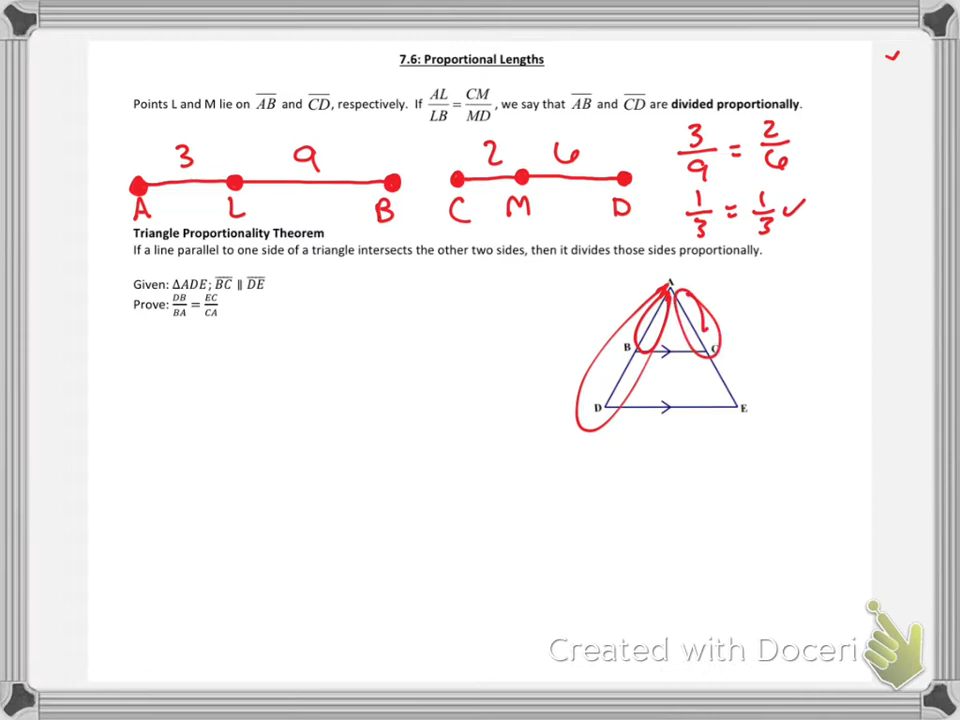 7.6: Proportional Lengths
Points L and M lie on AB and CD, respectively. If AL/LB = CM/MD, we say that AB and CD are divided proportionally.
3 9 2 6 3/9 = 2/6
A L B C M D 1/3 = 1/3 ✓
Triangle Proportionality Theorem
If a line parallel to one side of a triangle intersects the other two sides, then it divides those sides proportionally.
Given: ΔADE; BC ∥ DE
Prove: DB/BA = EC/CA
A
B C
D E
Created with Doceri